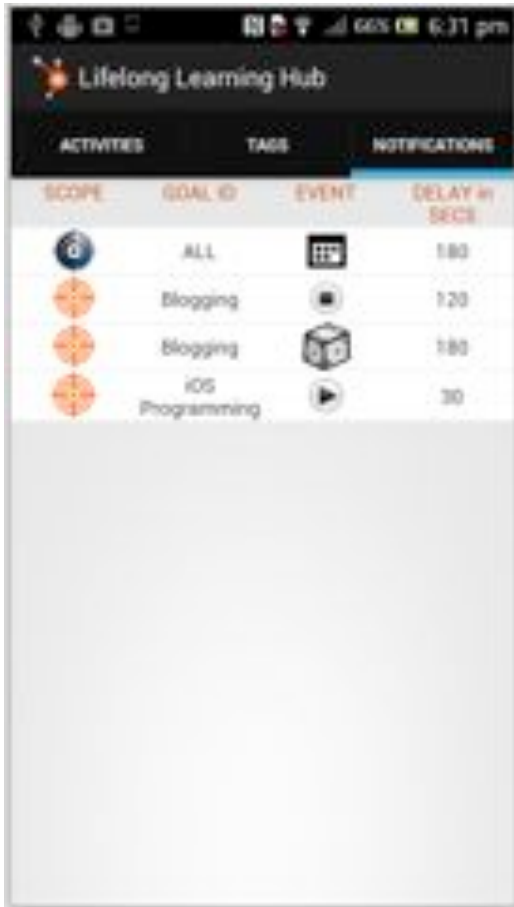 66% 6:31 pm
Lifelong Learning Hub
ACTIVITIES TAGS NOTIFICATIONS
SCOPE GOAL ID EVENT DELAY in SECS
ALL 180
Blogging 120
Blogging 180
iOS Programming 30